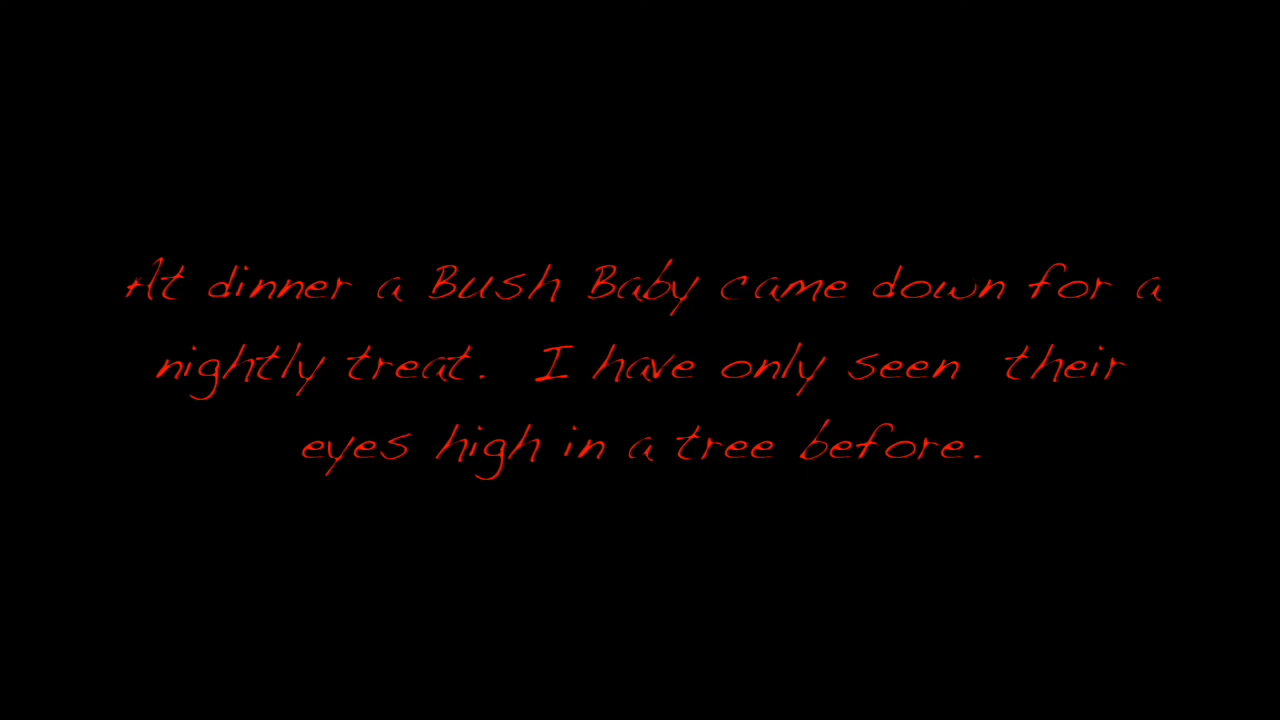 At dinner a Bush Baby came down for a
nightly treat. I have only seen their
eyes high in a tree before.